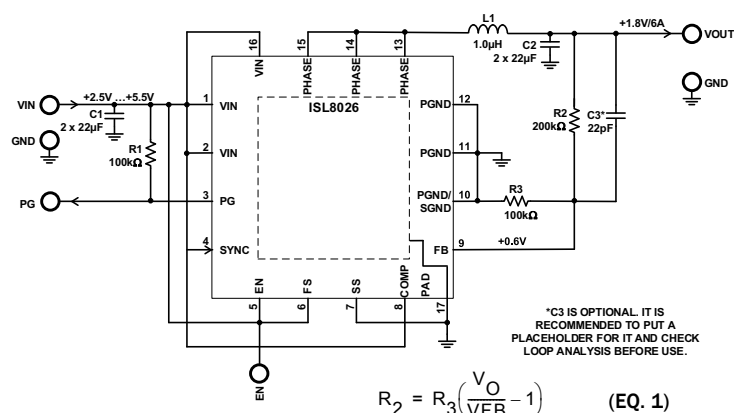 L1
1.0µH
+1.8V/6A
VOUT
16 15 14 13
VIN
PHASE
PHASE
PHASE
C2
2 x 22µF
GND
ISL8026
VIN
+2.5V …+5.5V
1
VIN
PGND
12
R2
200kΩ
C3*
22pF
C1
2 x 22µF
GND
R1
100kΩ
2
VIN
PGND
11
PG
3
PG
PGND/
SGND
10
R3
100kΩ
4
SYNC
FB
9
+0.6V
EN
FS
SS
COMP
PAD
5 6 7 8 17
EN
*C3 IS OPTIONAL. IT IS
RECOMMENDED TO PUT A
PLACEHOLDER FOR IT AND CHECK
LOOP ANALYSIS BEFORE USE.
R2 = R3(VO/VFB – 1) (EQ. 1)